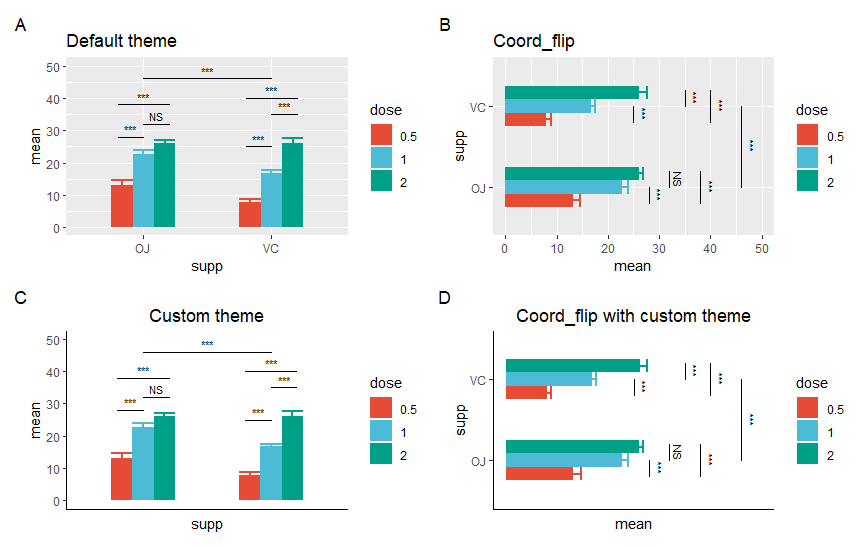 A
Default theme
50
40
30
20
10
0
mean
***
***
***
NS
***
***
***
OJ
VC
supp
dose
0.5
1
2
B
Coord_flip
VC
OJ
supp
***
***
***
***
NS
***
***
0
10
20
30
40
50
mean
dose
0.5
1
2
C
Custom theme
50
40
30
20
10
0
mean
***
***
***
NS
***
***
***
supp
dose
0.5
1
2
D
Coord_flip with custom theme
VC
OJ
supp
***
***
***
***
NS
***
***
mean
dose
0.5
1
2